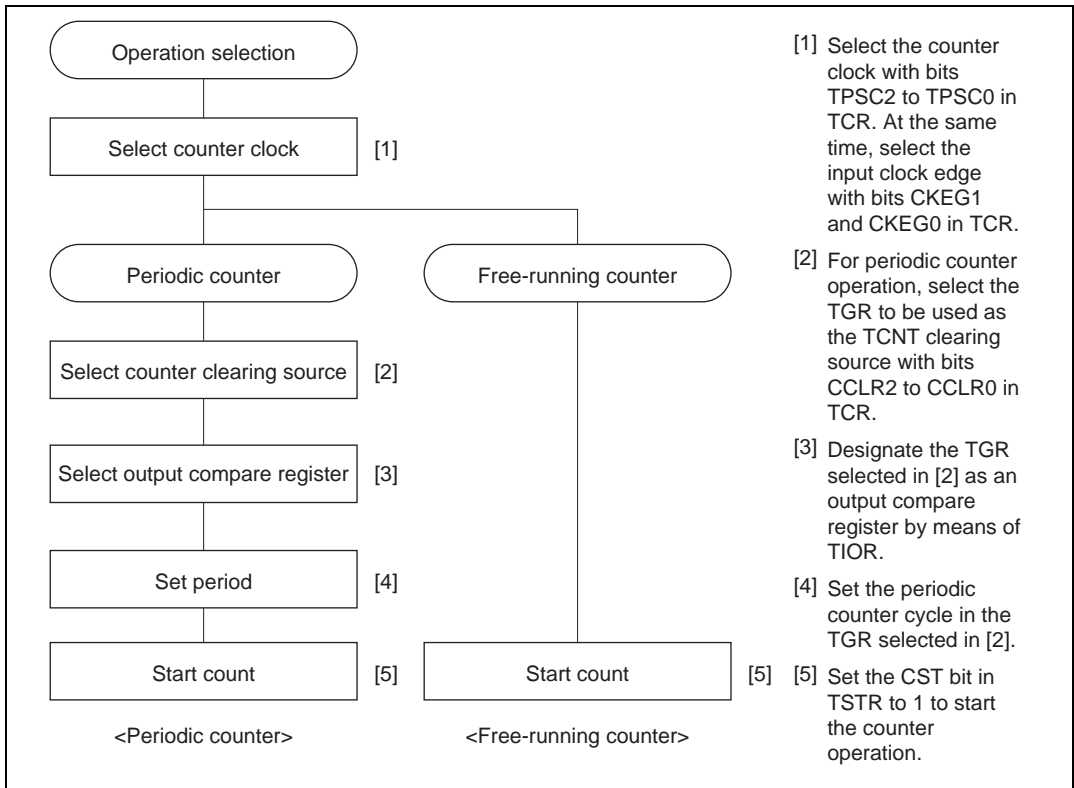 Operation selection
Select counter clock [1]
Periodic counter
Free-running counter
Select counter clearing source [2]
Select output compare register [3]
Set period [4]
Start count [5]
Start count [5]
<Periodic counter>
<Free-running counter>
[1] Select the counter
clock with bits
TPSC2 to TPSC0 in
TCR. At the same
time, select the
input clock edge
with bits CKEG1
and CKEG0 in TCR.
[2] For periodic counter
operation, select the
TGR to be used as
the TCNT clearing
source with bits
CCLR2 to CCLR0 in
TCR.
[3] Designate the TGR
selected in [2] as an
output compare
register by means of
TIOR.
[4] Set the periodic
counter cycle in the
TGR selected in [2].
[5] Set the CST bit in
TSTR to 1 to start
the counter
operation.